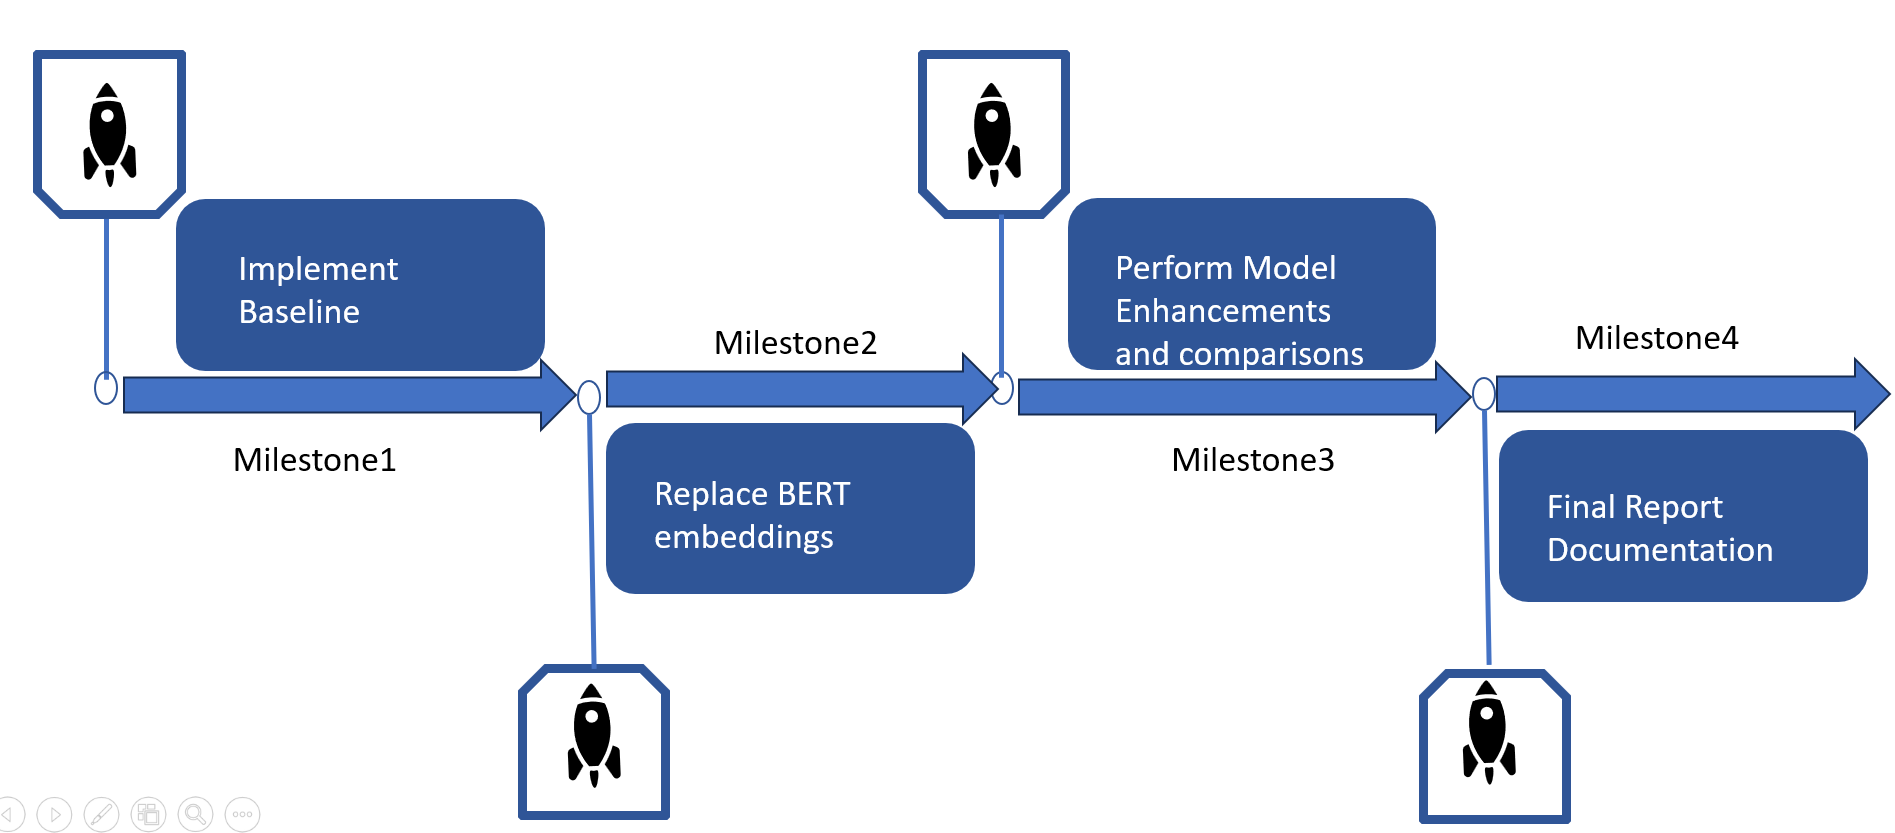 Implement
Baseline
Milestone1
Milestone2
Replace BERT
embeddings
Perform Model
Enhancements
and comparisons
Milestone3
Milestone4
Final Report
Documentation